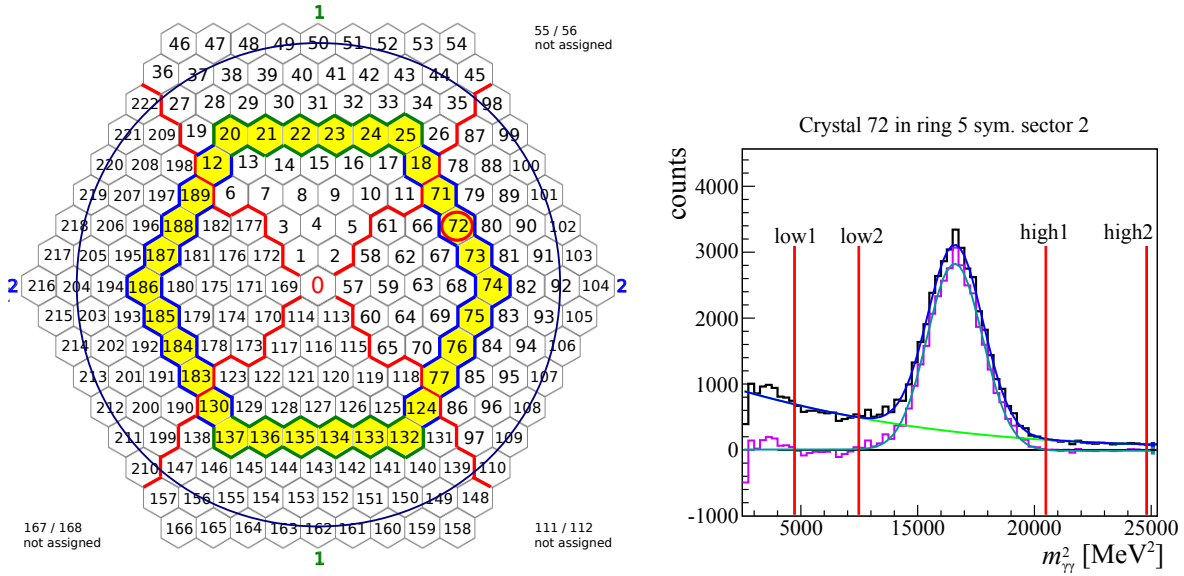 1
55 / 56
not assigned
46 47 48 49 50 51 52 53 54
36 37 38 39 40 41 42 43 44 45
222 27 28 29 30 31 32 33 34 35 98
221 209 19 20 21 22 23 24 25 26 87 99
220 208 198 12 13 14 15 16 17 18 78 88 100
219 207 197 189 6 7 8 9 10 11 71 79 89 101
218 206 196 188 182 177 3 4 5 61 66 72 80 90 102
217 205 195 187 181 176 172 1 2 58 62 67 73 81 91 103
2 216 204 194 186 180 175 171 169 0 57 59 63 68 74 82 92 104 2
215 203 193 185 179 174 170 114 113 60 64 69 75 83 93 105
214 202 192 184 178 173 117 116 115 65 70 76 84 94 106
213 201 191 183 123 122 121 120 119 118 77 85 95 107
212 200 190 130 129 128 127 126 125 124 86 96 108
211 199 138 137 136 135 134 133 132 131 97 109
210 147 146 145 144 143 142 141 140 139 110
157 156 155 154 153 152 151 150 149 148
166 165 164 163 162 161 160 159 158
167 / 168
not assigned
111 / 112
not assigned
1
Crystal 72 in ring 5 sym. sector 2
counts
4000
3000
2000
1000
0
-1000
low1 low2 high1 high2
5000 15000 20000 25000
m²γγ [MeV²]